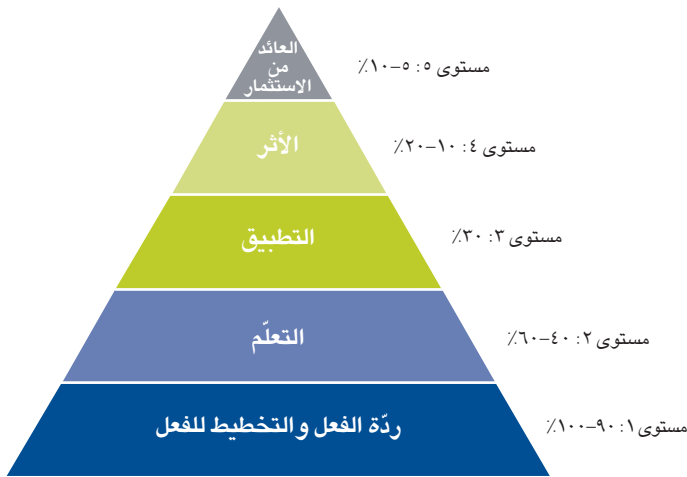 العائد
من
الاستثمار
مستوى ٥: ٥–١٠٪
الأثر
مستوى ٤: ١٠–٢٠٪
التطبيق
مستوى ٣: ٣٠٪
التعلّم
مستوى ٢: ٤٠–٦٠٪
ردّة الفعل والتخطيط للفعل
مستوى ١: ٩٠–١٠٠٪